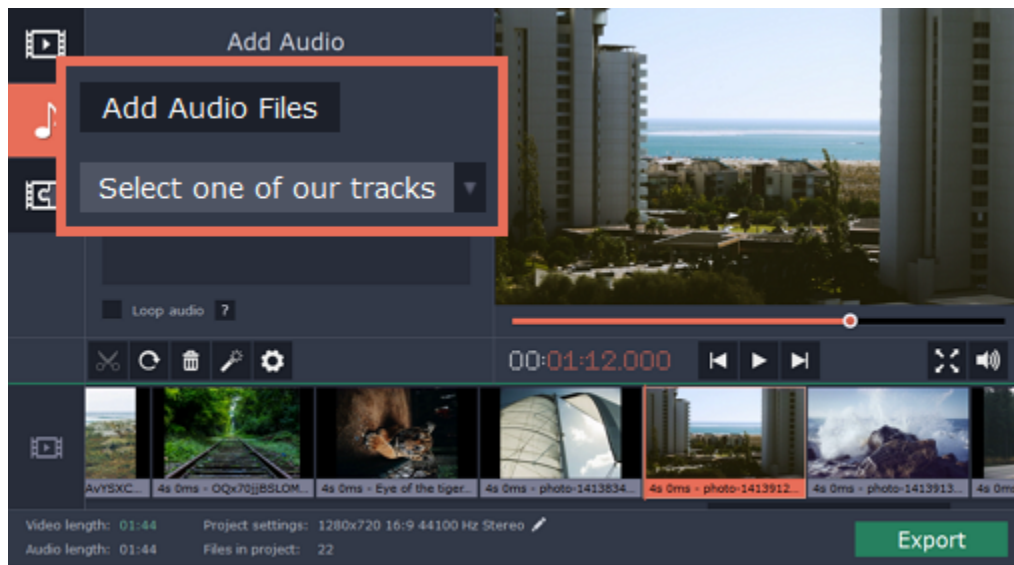 Add Audio
Add Audio Files
Select one of our tracks
Loop audio ?
00:01:12.000
AvYSXC...
4s 0ms - OQx70jjBSLOM...
4s 0ms - Eye of the tiger...
4s 0ms - photo-1413834...
4s 0ms - photo-1413912...
4s 0ms - photo-1413913...
4s 0m
Video length: 01:44
Project settings: 1280x720 16:9 44100 Hz Stereo
Audio length: 01:44
Files in project: 22
Export